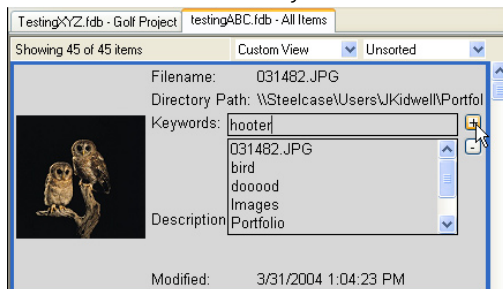 TestingXYZ.fdb - Golf Project testingABC.fdb - All Items
Showing 45 of 45 items Custom View Unsorted
Filename: 031482.JPG
Directory Path: \\Steelcase\Users\JKidwell\Portfol
Keywords: hooter +
031482.JPG -
bird
dooood
Images
Description Portfolio
Modified: 3/31/2004 1:04:23 PM